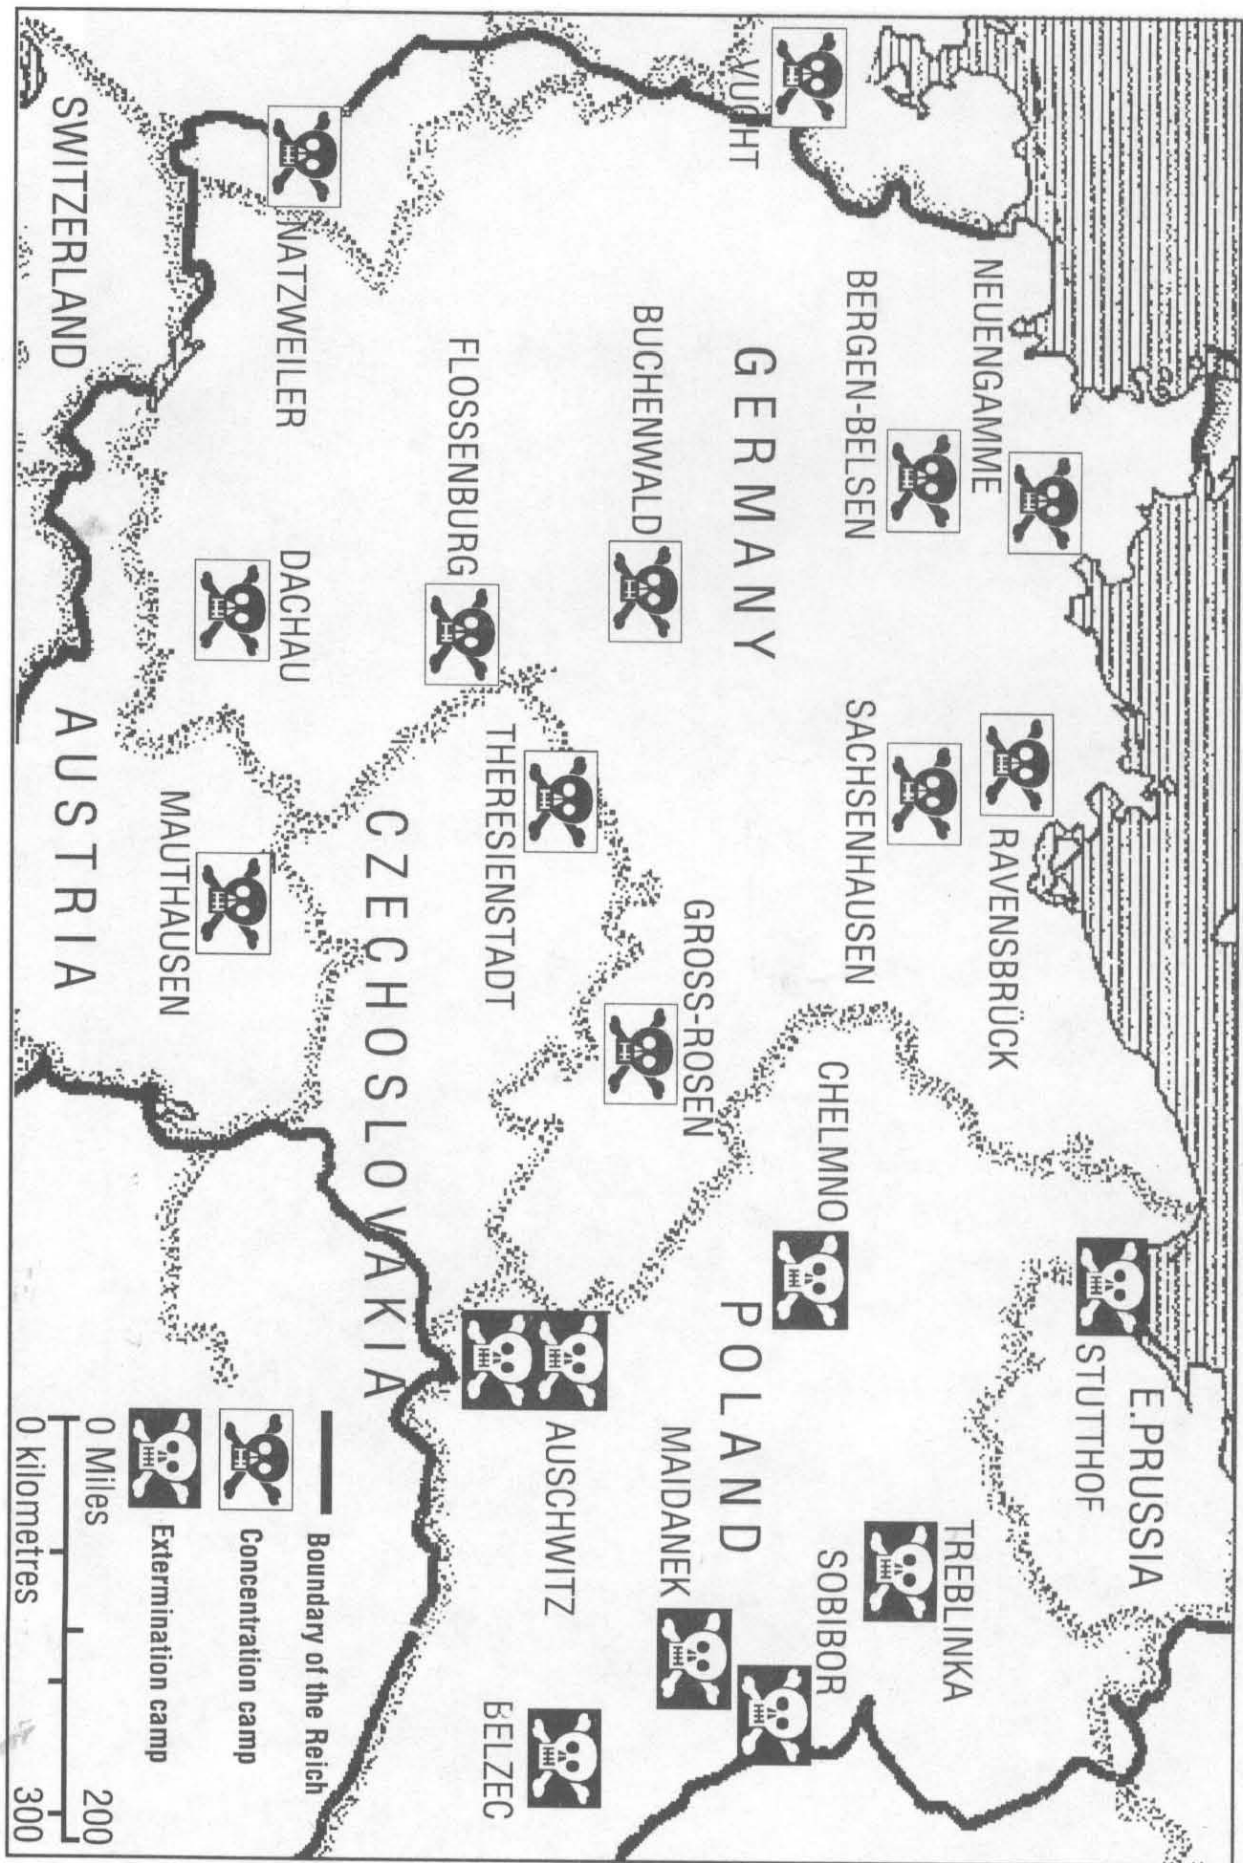 VUGHT
NEUENGAMME
BERGEN-BELSEN
RAVENSBRÜCK
SACHSENHAUSEN
STUTTHOF
E.PRUSSIA
TREBLINKA
GERMANY
BUCHENWALD
GROSS-ROSEN
CHELMNO
POLAND
SOBIBOR
MAIDANEK
FLOSSENBURG
THERESIENSTADT
AUSCHWITZ
BELZEC
NATZWEILER
CZECHOSLOVAKIA
DACHAU
MAUTHAUSEN
SWITZERLAND
AUSTRIA
Boundary of the Reich
Concentration camp
Extermination camp
0 Miles 200
0 kilometres 300